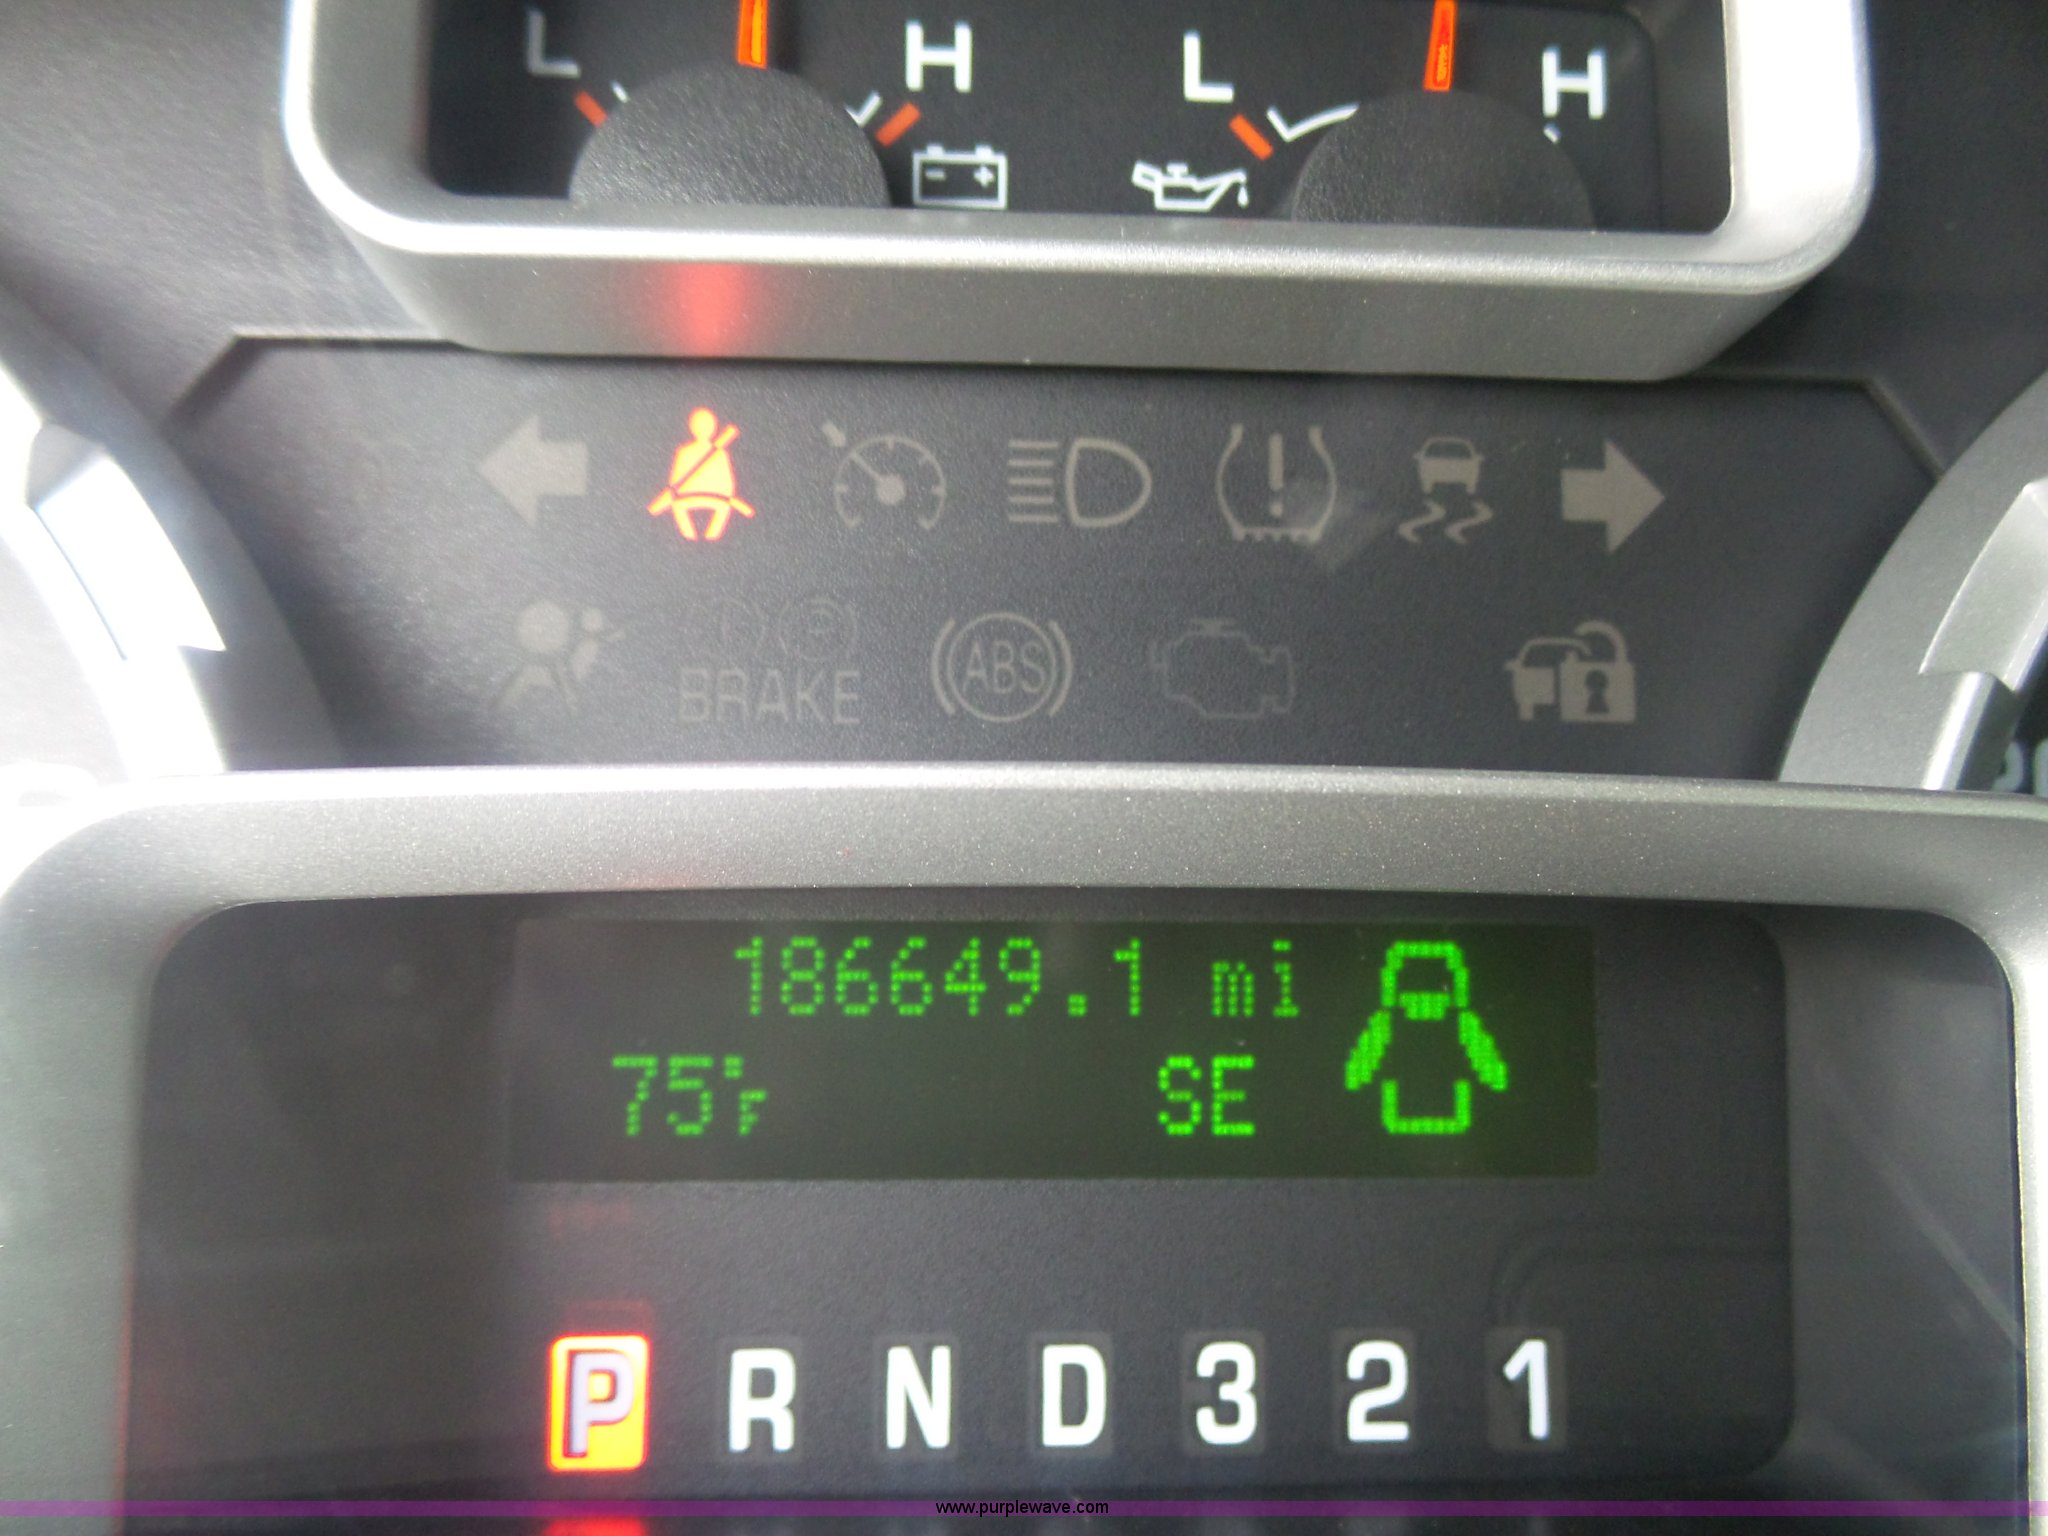 L H L H
BRAKE ABS
186649.1 mi
75°F SE
P R N D 3 2 1
www.purplewave.com